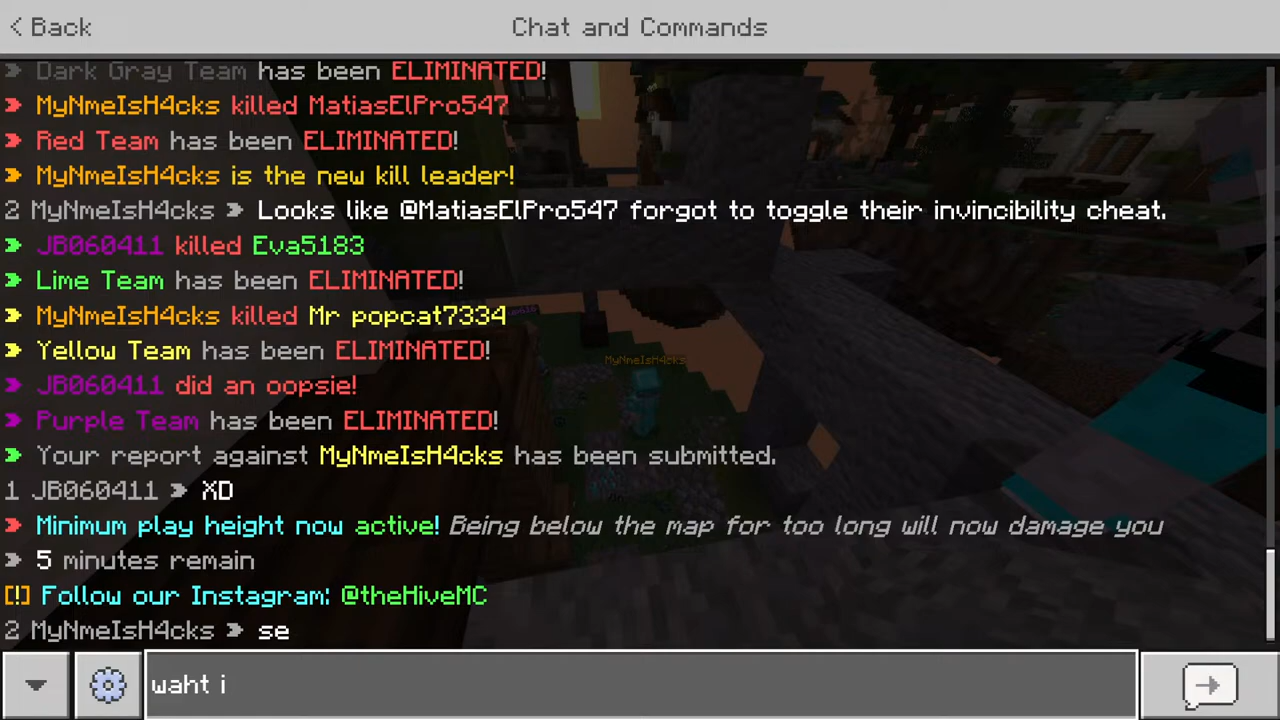 < Back
Chat and Commands
Dark Gray Team has been ELIMINATED!
MyNmeIsH4cks killed MatiasElPro547
Red Team has been ELIMINATED!
MyNmeIsH4cks is the new kill leader!
2 MyNmeIsH4cks » Looks like @MatiasElPro547 forgot to toggle their invincibility cheat.
JB060411 killed Eva5183
Lime Team has been ELIMINATED!
MyNmeIsH4cks killed Mr popcat7334
Yellow Team has been ELIMINATED!
MyNmeIsH4cks
JB060411 did an oopsie!
Purple Team has been ELIMINATED!
Your report against MyNmeIsH4cks has been submitted.
1 JB060411 » XD
Minimum play height now active! Being below the map for too long will now damage you
5 minutes remain
[!] Follow our Instagram: @theHiveMC
2 MyNmeIsH4cks » se
waht i